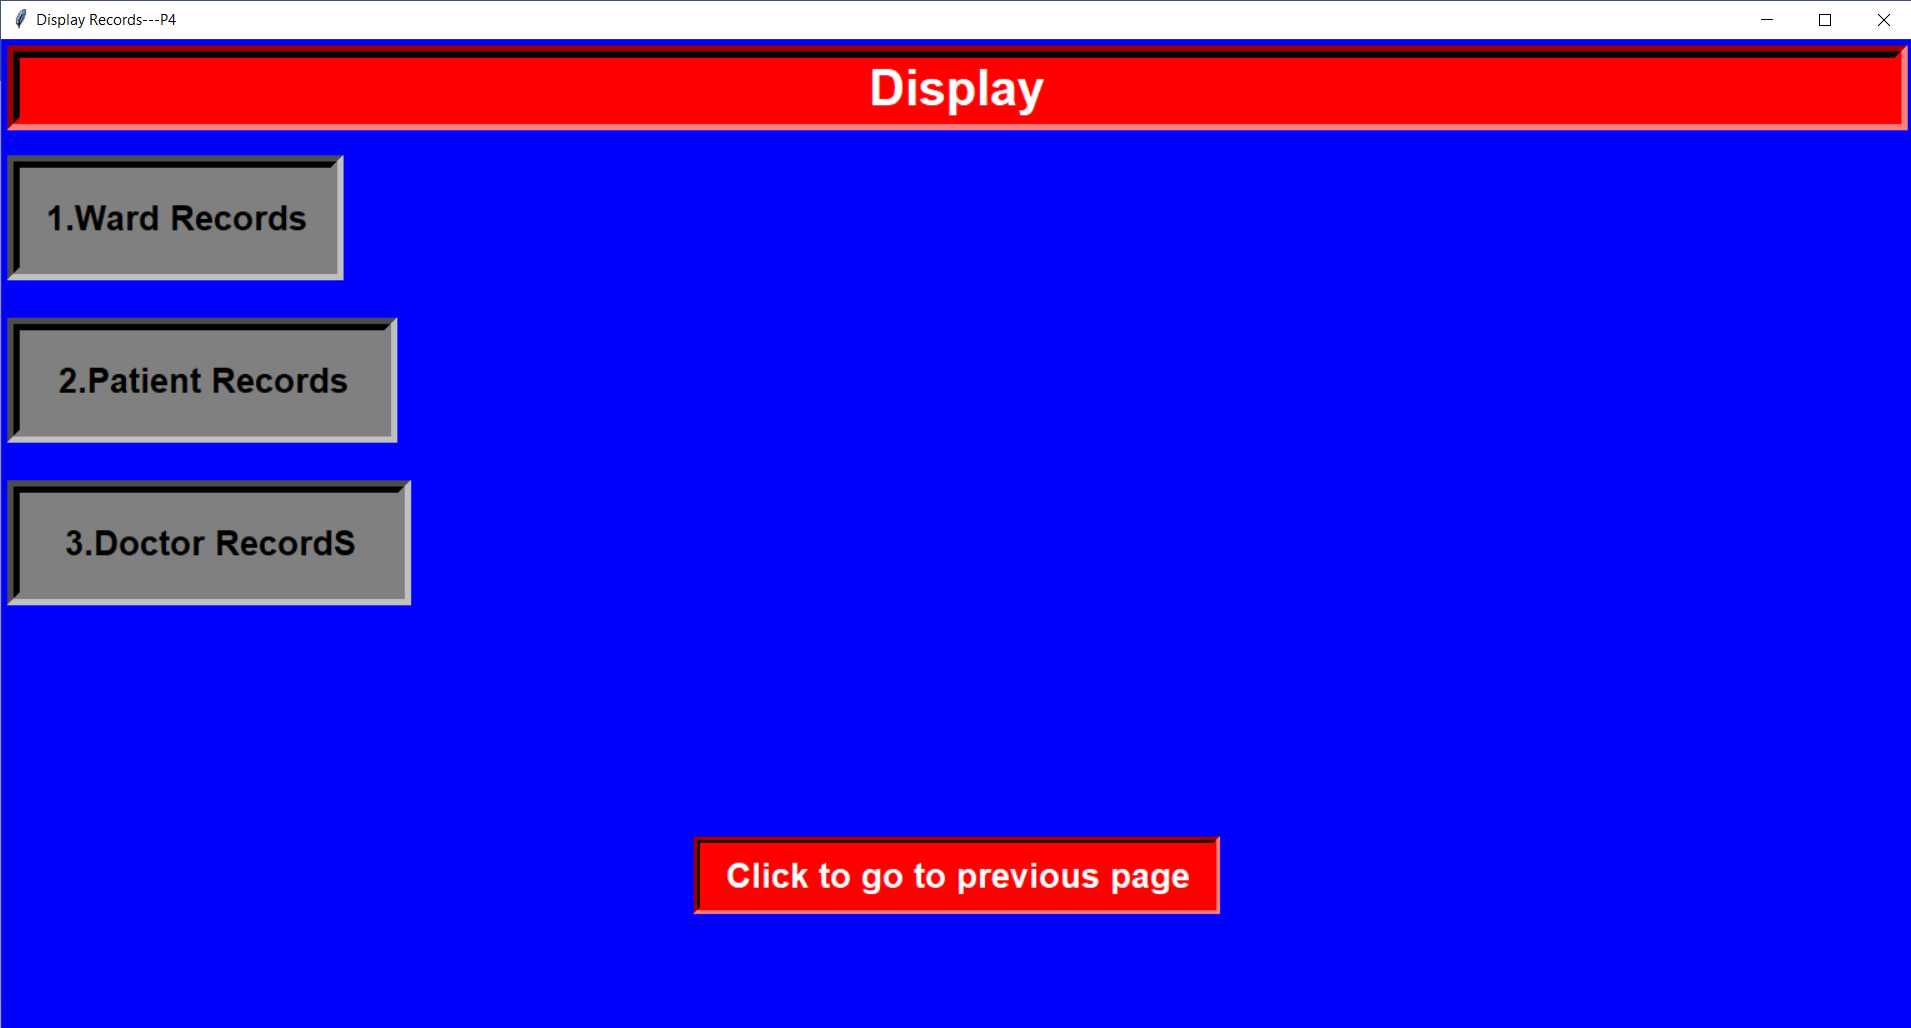 Display Records---P4
Display
1.Ward Records
2.Patient Records
3.Doctor RecordS
Click to go to previous page